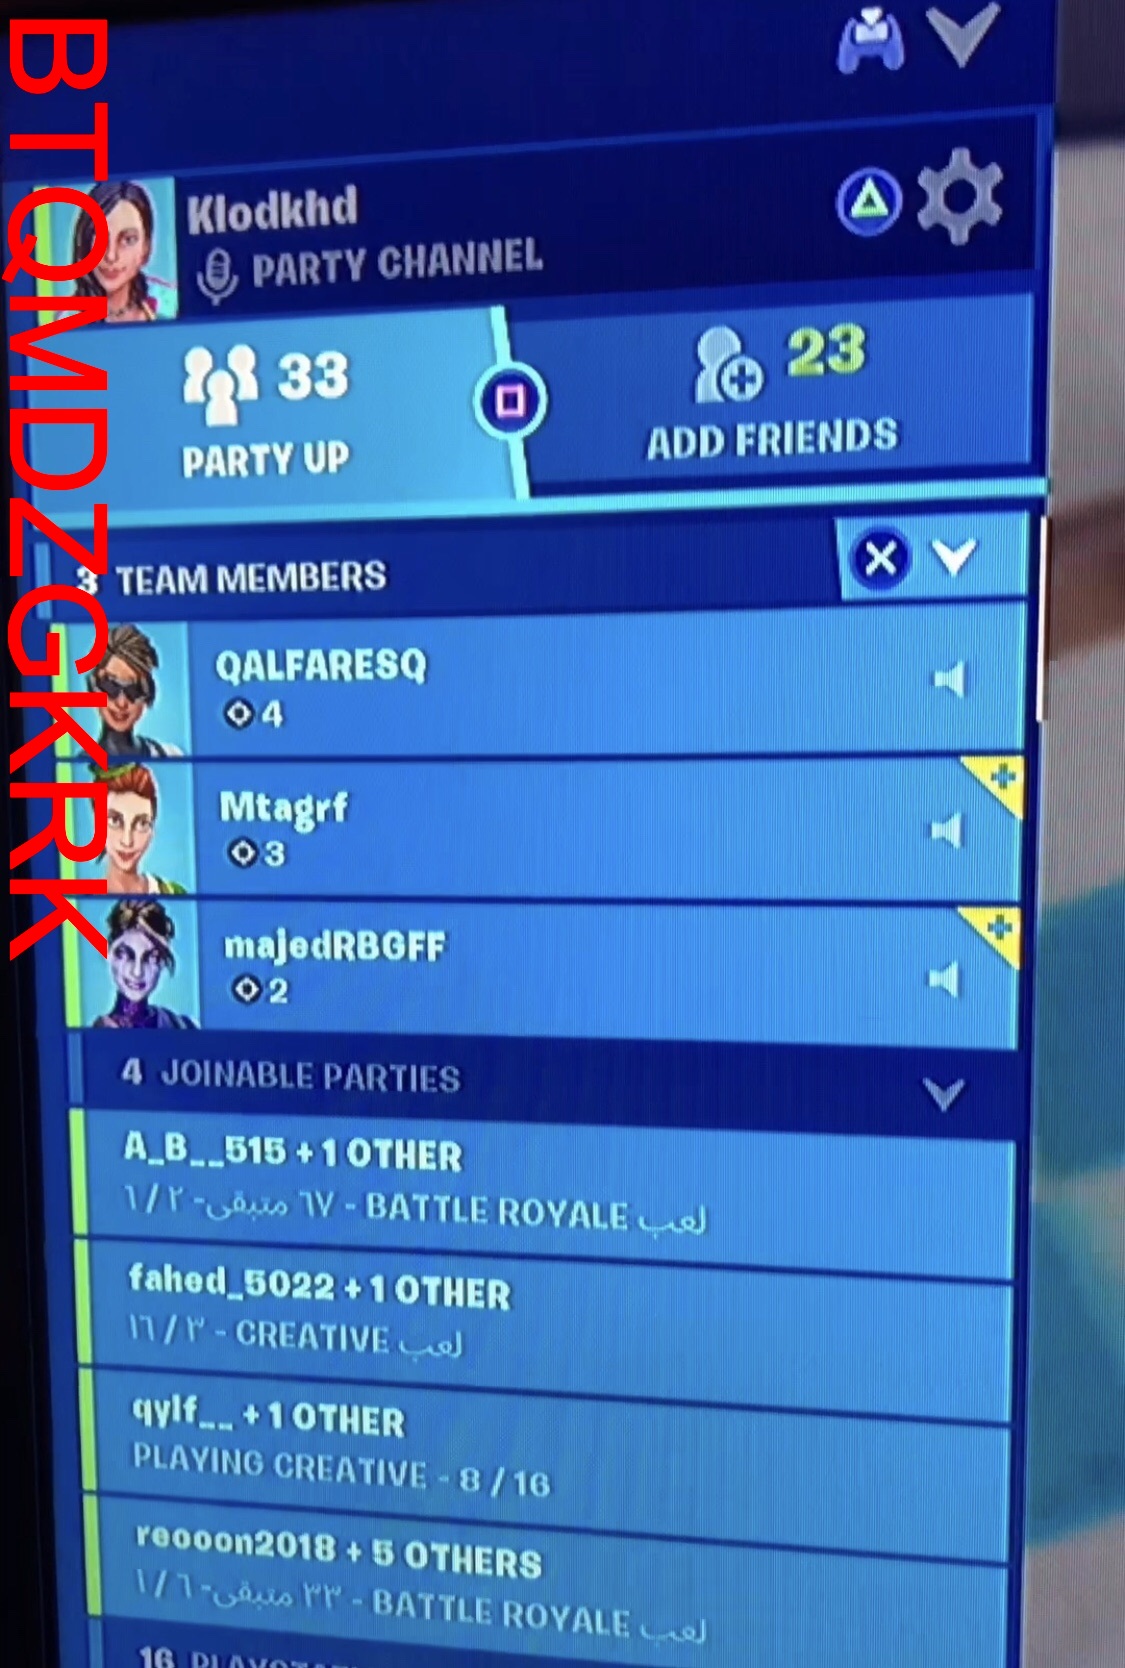 BTQMDZGKRK
Klodkhd
PARTY CHANNEL
33
PARTY UP
23
ADD FRIENDS
3 TEAM MEMBERS
QALFARESQ
4
Mtagrf
3
majedRBGFF
2
4 JOINABLE PARTIES
A_B__515 + 1 OTHER
لعب BATTLE ROYALE - ٦٧ متبقي- ٢ / ١
fahed_5022 + 1 OTHER
لعب CREATIVE - ٣ / ١٦
qylf__ + 1 OTHER
PLAYING CREATIVE - 8 / 16
reooon2018 + 5 OTHERS
لعب BATTLE ROYALE - ٣٣ متبقي- ٦ / ١
16